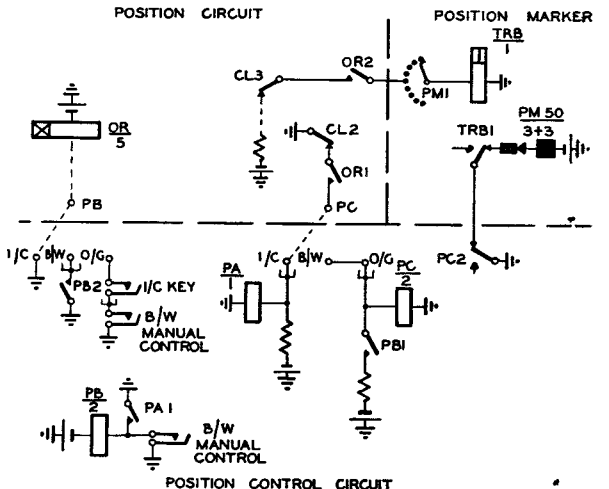 POSITION CIRCUIT
POSITION MARKER
TRB
1
OR2
CL3
PM1
OR
5
CL2
TRB1
PM 50
3+3
OR1
PB
PC
I/C B/W O/G
I/C B/W O/G
PC2
PA
1
PC
2
PB2
I/C KEY
B/W
MANUAL
CONTROL
PB1
PB
2
PA 1
B/W
MANUAL
CONTROL
POSITION CONTROL CIRCUIT